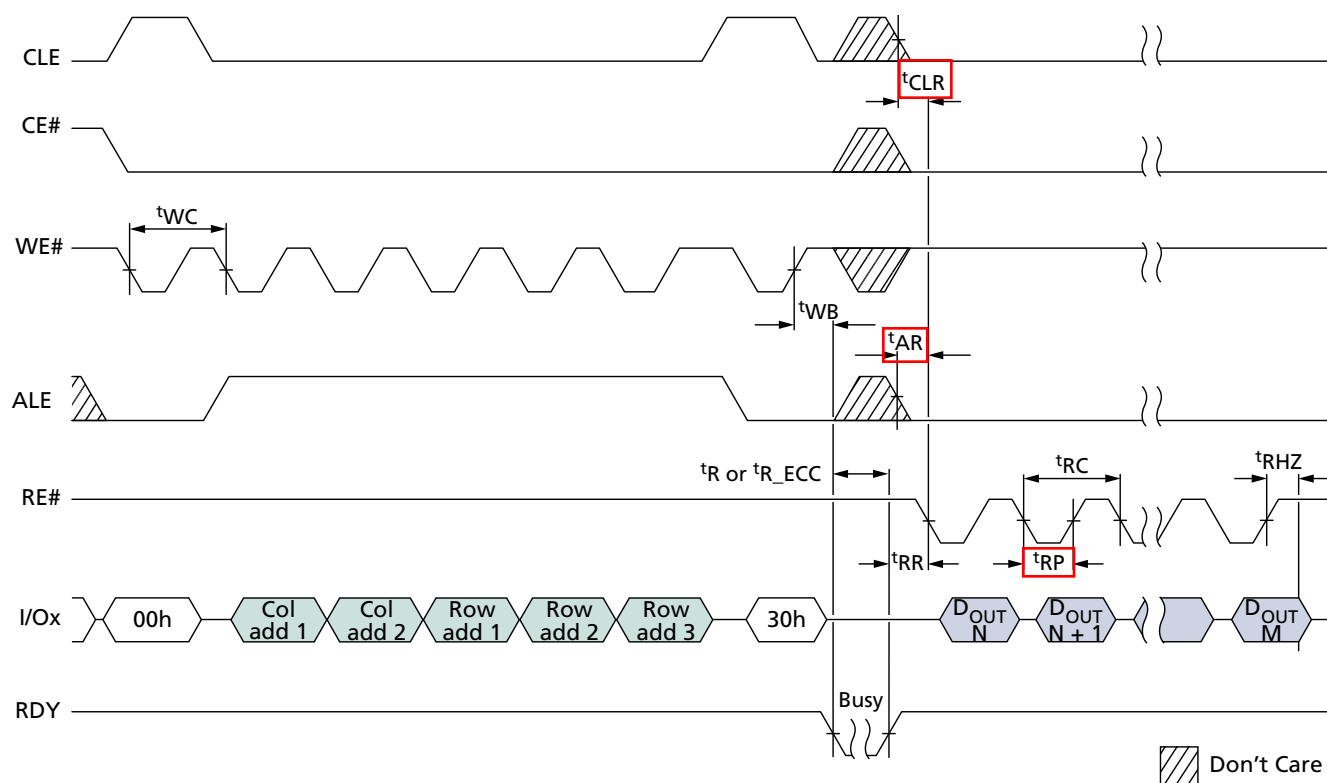 CLE
tCLR
CE#
tWC
WE#
tWB
tAR
ALE
tR or tR_ECC
tRC
tRHZ
RE#
tRR
tRP
I/Ox
00h
Col
add 1
Col
add 2
Row
add 1
Row
add 2
Row
add 3
30h
DOUT
N
DOUT
N + 1
DOUT
M
RDY
Busy
Don't Care